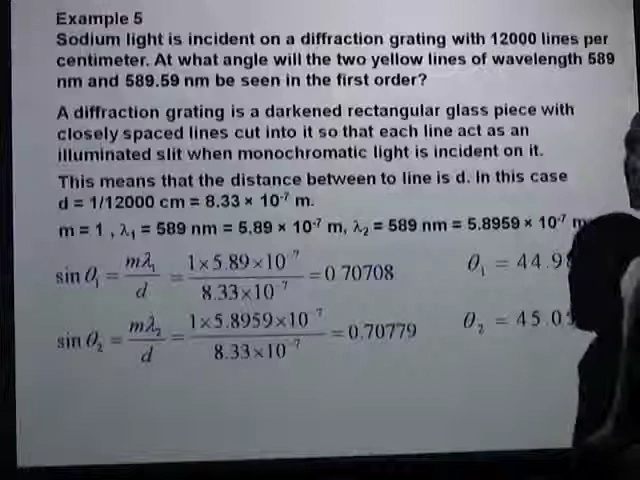 Example 5
Sodium light is incident on a diffraction grating with 12000 lines per
centimeter. At what angle will the two yellow lines of wavelength 589
nm and 589.59 nm be seen in the first order?
A diffraction grating is a darkened rectangular glass piece with
closely spaced lines cut into it so that each line act as an
illuminated slit when monochromatic light is incident on it.
This means that the distance between to line is d. In this case
d = 1/12000 cm = 8.33 × 10⁻⁷ m.
m = 1 , λ₁ = 589 nm = 5.89 × 10⁻⁷ m, λ₂ = 589 nm = 5.8959 × 10⁻⁷ m
sin θ₁ = mλ₁/d = 1×5.89×10⁻⁷/8.33×10⁻⁷ = 0.70708 θ₁ = 44.9
sin θ₂ = mλ₂/d = 1×5.8959×10⁻⁷/8.33×10⁻⁷ = 0.70779 θ₂ = 45.0